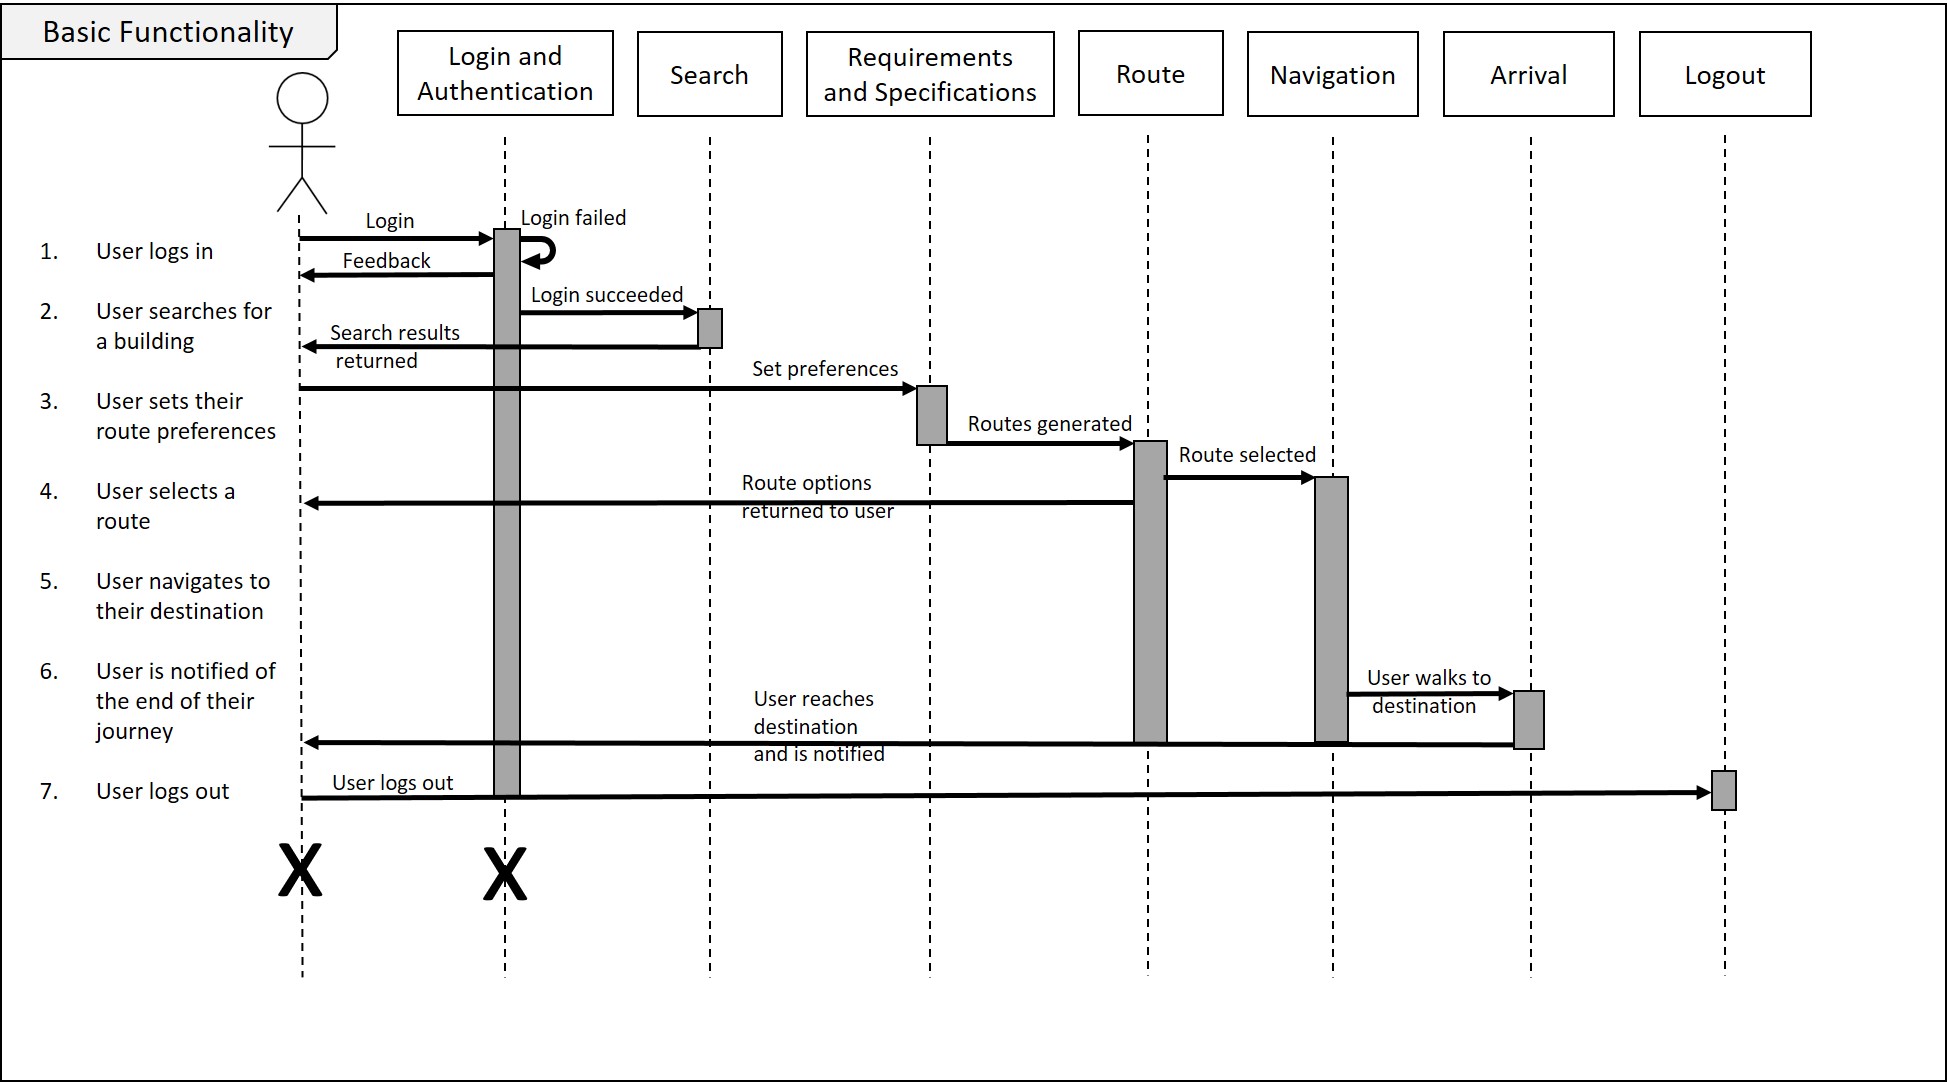 Basic Functionality
Login and
Authentication
Search
Requirements
and Specifications
Route
Navigation
Arrival
Logout
Login
Login failed
1. User logs in
Feedback
Login succeeded
2. User searches for
a building
Search results
returned
Set preferences
3. User sets their
route preferences
Routes generated
Route selected
4. User selects a
route
Route options
returned to user
5. User navigates to
their destination
6. User is notified of
the end of their
journey
User walks to
destination
User reaches
destination
and is notified
7. User logs out
User logs out
X
X